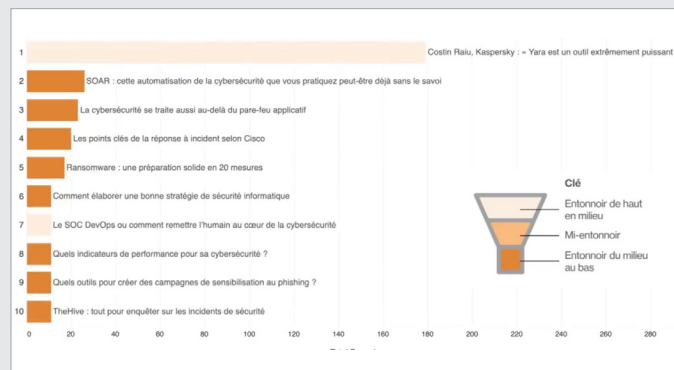 1 Costin Raiu, Kaspersky : « Yara est un outil extrêmement puissant
2 SOAR : cette automatisation de la cybersécurité que vous pratiquez peut-être déjà sans le savoi
3 La cybersécurité se traite aussi au-delà du pare-feu applicatif
4 Les points clés de la réponse à incident selon Cisco
5 Ransomware : une préparation solide en 20 mesures
6 Comment élaborer une bonne stratégie de sécurité informatique
7 Le SOC DevOps ou comment remettre l'humain au cœur de la cybersécurité
8 Quels indicateurs de performance pour sa cybersécurité ?
9 Quels outils pour créer des campagnes de sensibilisation au phishing ?
10 TheHive : tout pour enquêter sur les incidents de sécurité
0 20 40 60 80 100 120 140 160 180 200 220 240 260 280
Clé
Entonnoir de haut
en milieu
Mi-entonnoir
Entonnoir du milieu
au bas